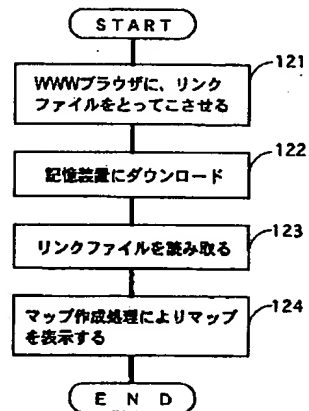 START
WWWブラウザに、リンク
ファイルをとってこさせる
121
記憶装置にダウンロード
122
リンクファイルを読み取る
123
マップ作成処理によりマップ
を表示する
124
END